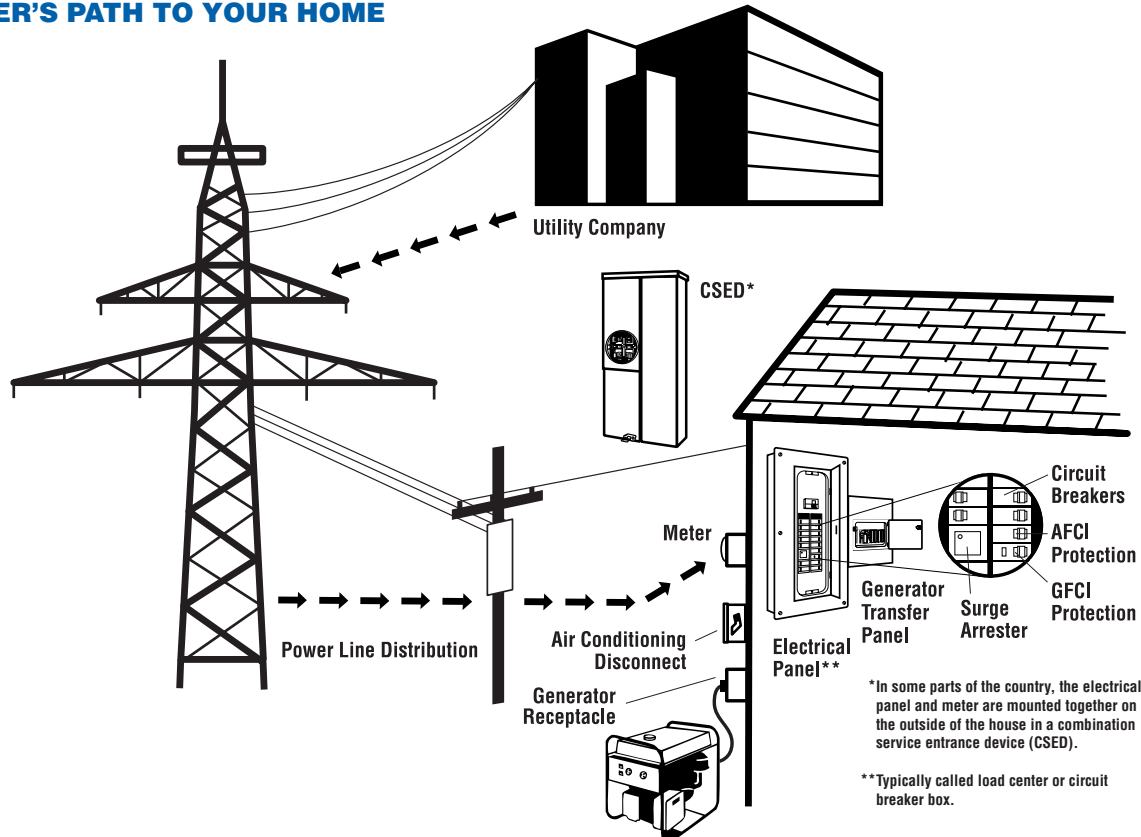 ER'S PATH TO YOUR HOME
Utility Company
CSED*
Circuit
Breakers
AFCI
Protection
GFCI
Protection
Meter
Generator
Transfer
Panel
Surge
Arrester
Power Line Distribution
Air Conditioning
Disconnect
Electrical
Panel**
Generator
Receptacle
*In some parts of the country, the electrical
panel and meter are mounted together on
the outside of the house in a combination
service entrance device (CSED).
**Typically called load center or circuit
breaker box.